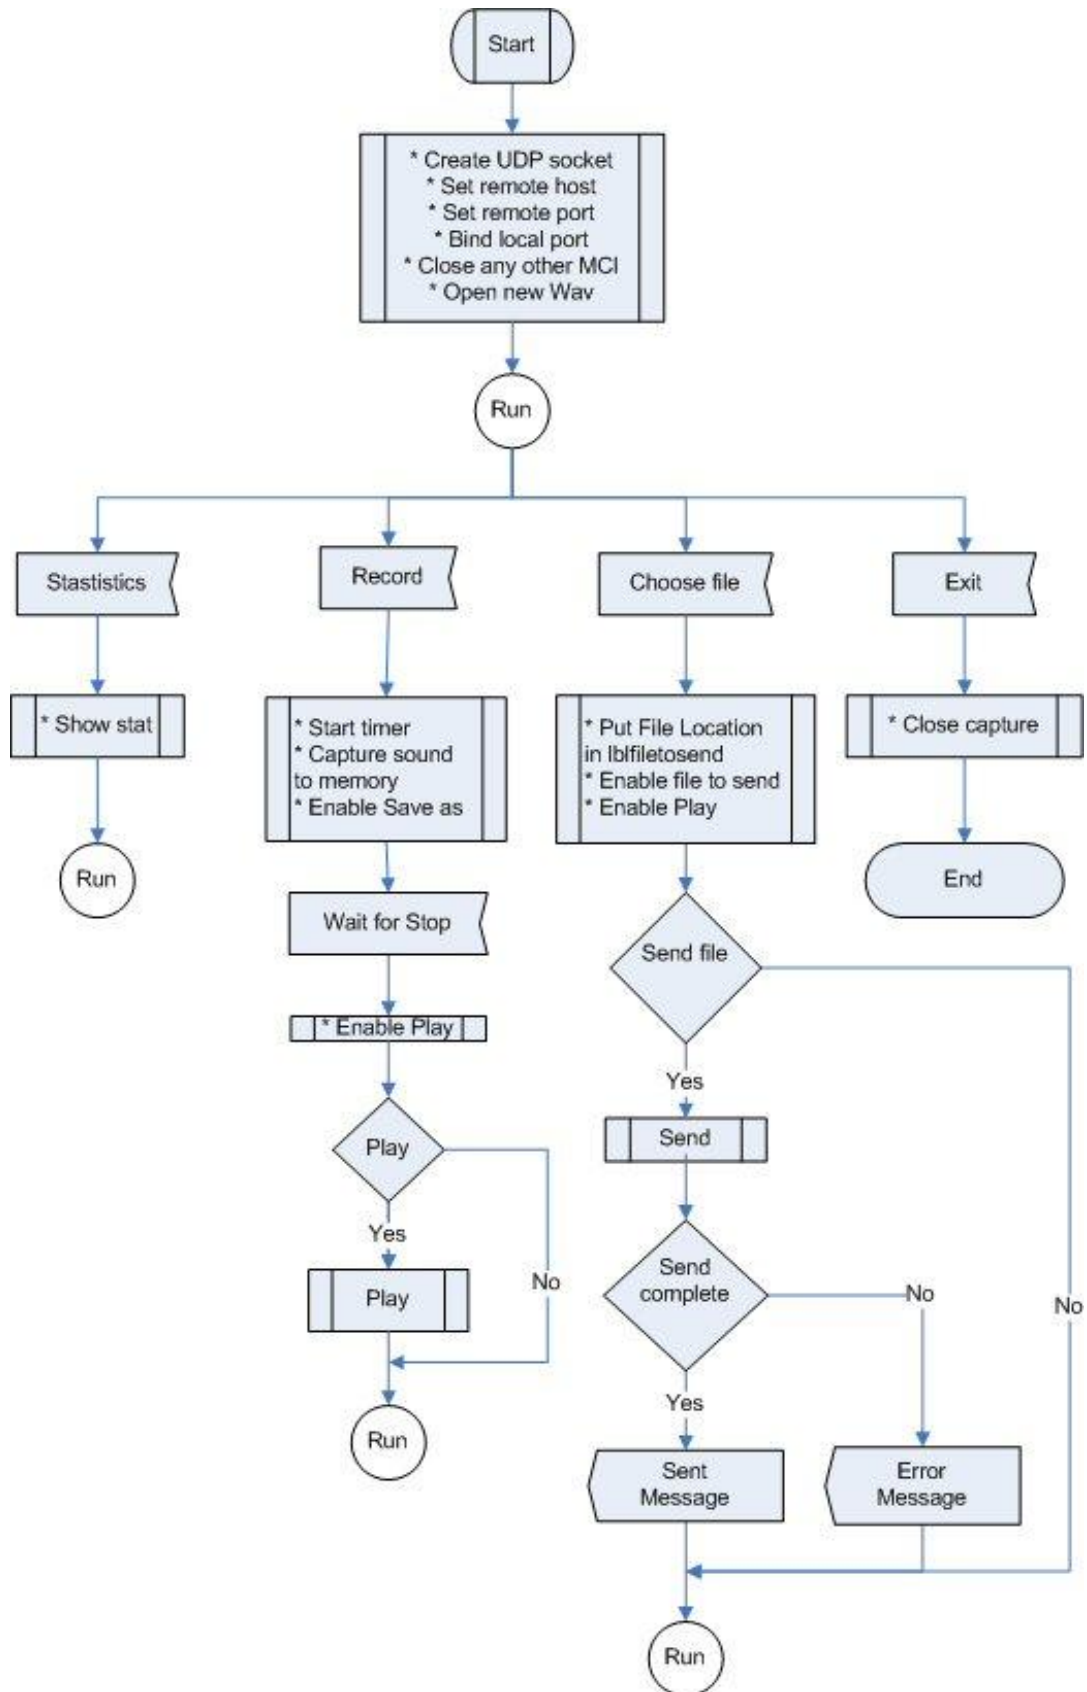 Start
* Create UDP socket
* Set remote host
* Set remote port
* Bind local port
* Close any other MCI
* Open new Wav
Run
Stastistics
Record
Choose file
Exit
* Show stat
* Start timer
* Capture sound
to memory
* Enable Save as
* Put File Location
in lblfiletosend
* Enable file to send
* Enable Play
* Close capture
Run
Wait for Stop
Send file
End
* Enable Play
Yes
Play
Send
Yes
Play
No
Send
complete
No
No
Yes
Run
Sent
Message
Error
Message
Run